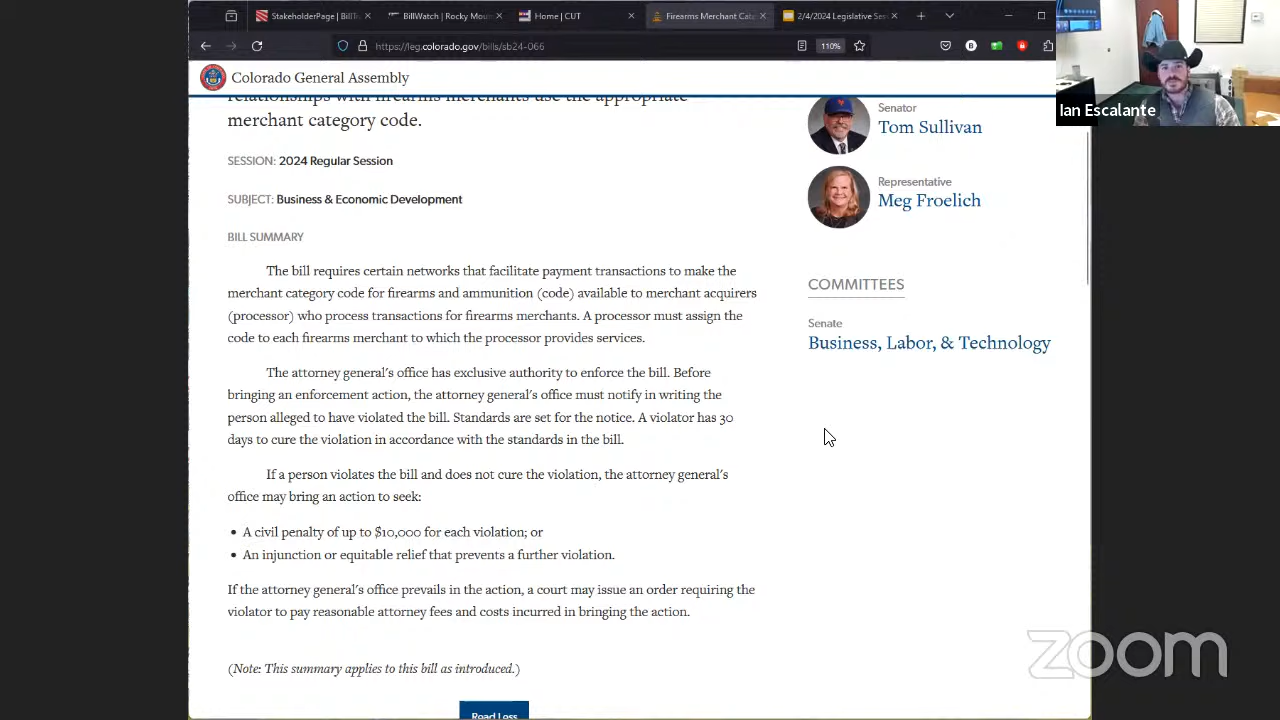 StakeholderPage | BillTr
BillWatch | Rocky Moun
Home | CUT
Firearms Merchant Cate
2/4/2024 Legislative Sess
https://leg.colorado.gov/bills/sb24-066
110%
Ian Escalante
Colorado General Assembly
relationships with firearms merchants use the appropriate
merchant category code.
SESSION: 2024 Regular Session
SUBJECT: Business & Economic Development
BILL SUMMARY
The bill requires certain networks that facilitate payment transactions to make the
merchant category code for firearms and ammunition (code) available to merchant acquirers
(processor) who process transactions for firearms merchants. A processor must assign the
code to each firearms merchant to which the processor provides services.
The attorney general's office has exclusive authority to enforce the bill. Before
bringing an enforcement action, the attorney general's office must notify in writing the
person alleged to have violated the bill. Standards are set for the notice. A violator has 30
days to cure the violation in accordance with the standards in the bill.
If a person violates the bill and does not cure the violation, the attorney general's
office may bring an action to seek:
• A civil penalty of up to $10,000 for each violation; or
• An injunction or equitable relief that prevents a further violation.
If the attorney general's office prevails in the action, a court may issue an order requiring the
violator to pay reasonable attorney fees and costs incurred in bringing the action.
(Note: This summary applies to this bill as introduced.)
Read Less
Senator
Tom Sullivan
Representative
Meg Froelich
COMMITTEES
Senate
Business, Labor, & Technology
zoom